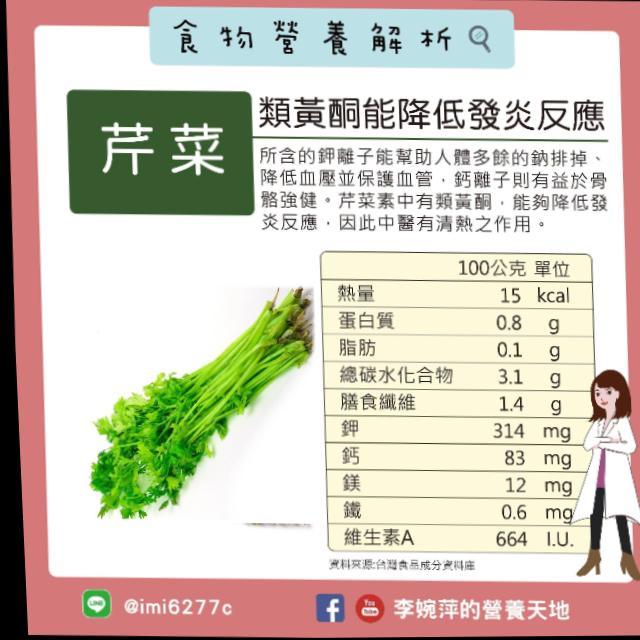 食物營養解析
芹菜
類黃酮能降低發炎反應
所含的鉀離子能幫助人體多餘的鈉排掉、
降低血壓並保護血管，鈣離子則有益於骨
骼強健。芹菜素中有類黃酮，能夠降低發
炎反應，因此中醫有清熱之作用。
100公克 單位
熱量 15 kcal
蛋白質 0.8 g
脂肪 0.1 g
總碳水化合物 3.1 g
膳食纖維 1.4 g
鉀 314 mg
鈣 83 mg
鎂 12 mg
鐵 0.6 mg
維生素A 664 I.U.
資料來源:台灣食品成分資料庫
LINE @imi6277c
f You Tube 李婉萍的營養天地